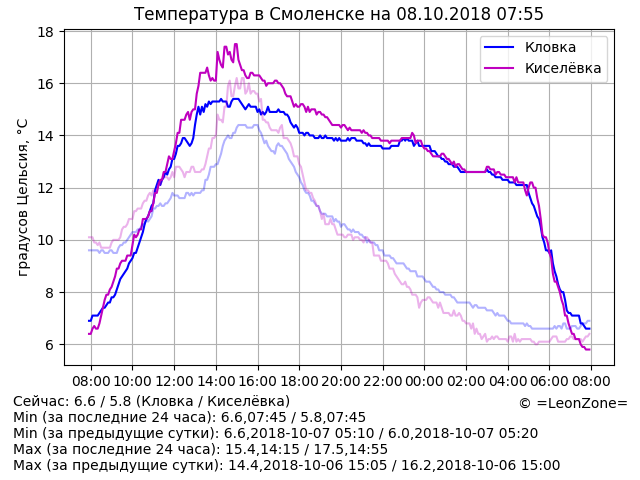 Температура в Смоленске на 08.10.2018 07:55
18
16
14
12
10
8
6
градусов Цельсия, °C
Кловка
Киселёвка
08:00 10:00 12:00 14:00 16:00 18:00 20:00 22:00 00:00 02:00 04:00 06:00 08:00
Сейчас: 6.6 / 5.8 (Кловка / Киселёвка)
© =LeonZone=
Min (за последние 24 часа): 6.6,07:45 / 5.8,07:45
Min (за предыдущие сутки): 6.6,2018-10-07 05:10 / 6.0,2018-10-07 05:20
Max (за последние 24 часа): 15.4,14:15 / 17.5,14:55
Max (за предыдущие сутки): 14.4,2018-10-06 15:05 / 16.2,2018-10-06 15:00